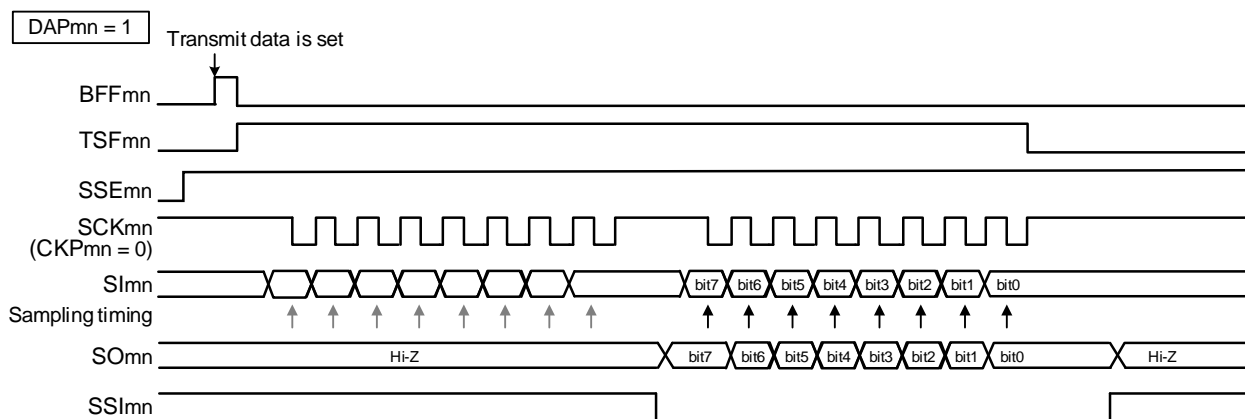 DAPmn = 1
Transmit data is set
BFFmn
TSFmn
SSEmn
SCKmn
(CKPmn = 0)
SImn bit7 bit6 bit5 bit4 bit3 bit2 bit1 bit0
Sampling timing
SOmn Hi-Z bit7 bit6 bit5 bit4 bit3 bit2 bit1 bit0 Hi-Z
SSImn